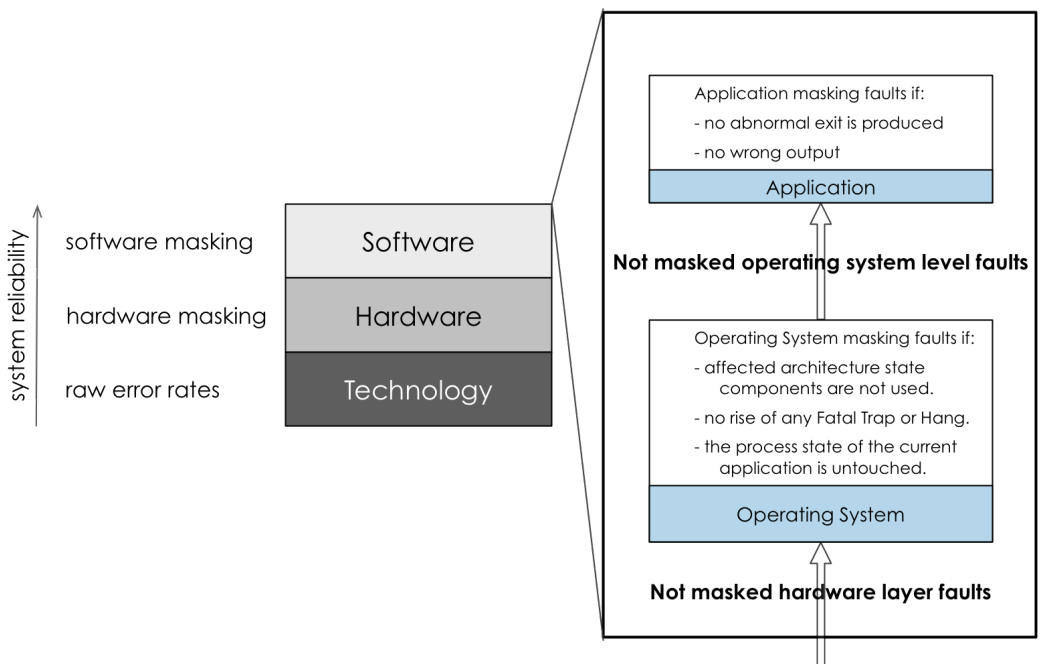 system reliability
software masking
hardware masking
raw error rates
Software
Hardware
Technology
Application masking faults if:
- no abnormal exit is produced
- no wrong output
Application
Not masked operating system level faults
Operating System masking faults if:
- affected architecture state
components are not used.
- no rise of any Fatal Trap or Hang.
- the process state of the current
application is untouched.
Operating System
Not masked hardware layer faults